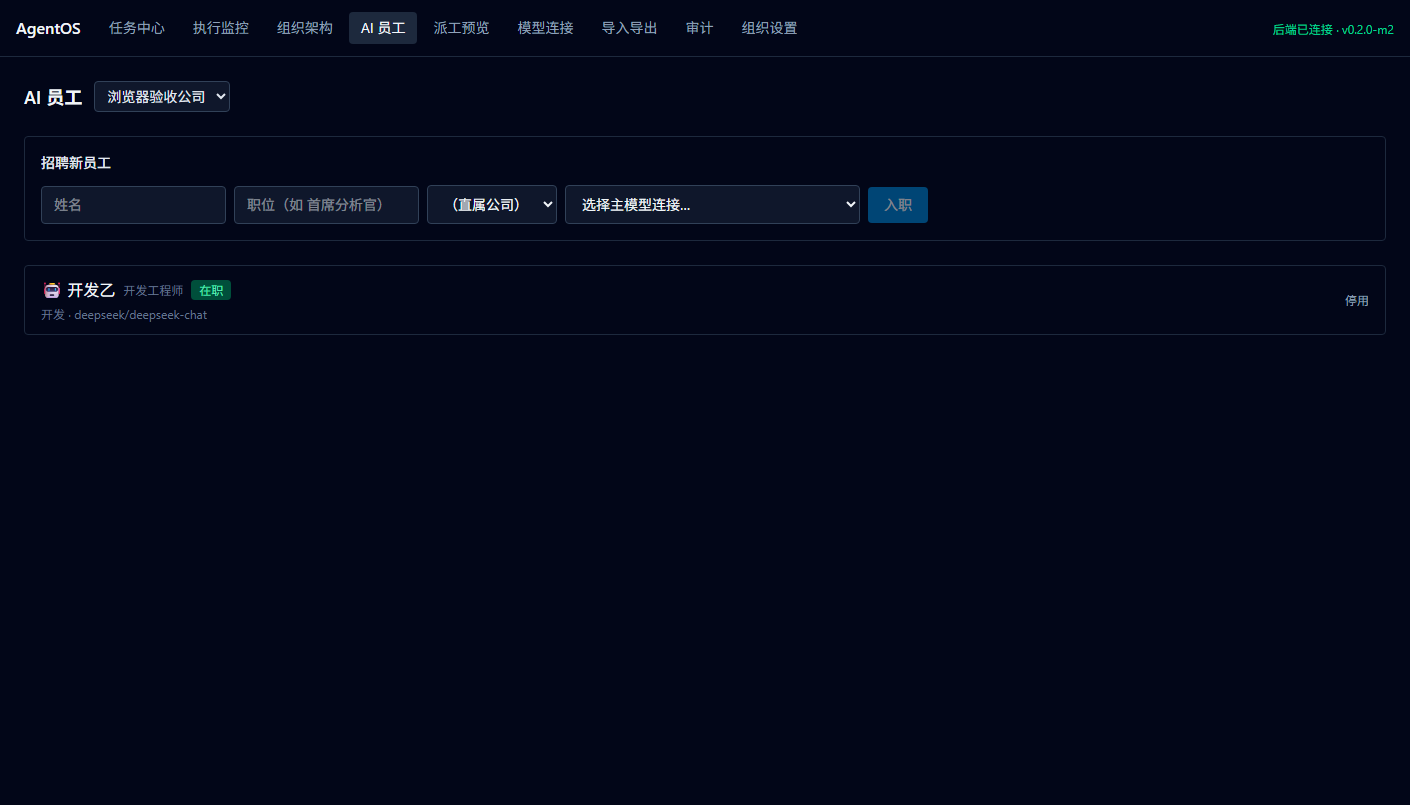 AgentOS 任务中心 执行监控 组织架构 AI 员工 派工预览 模型连接 导入导出 审计 组织设置 后端已连接 · v0.2.0-m2
AI 员工 浏览器验收公司
招聘新员工
姓名 职位（如 首席分析官） （直属公司） 选择主模型连接... 入职
开发乙 开发工程师 在职
开发 · deepseek/deepseek-chat
停用